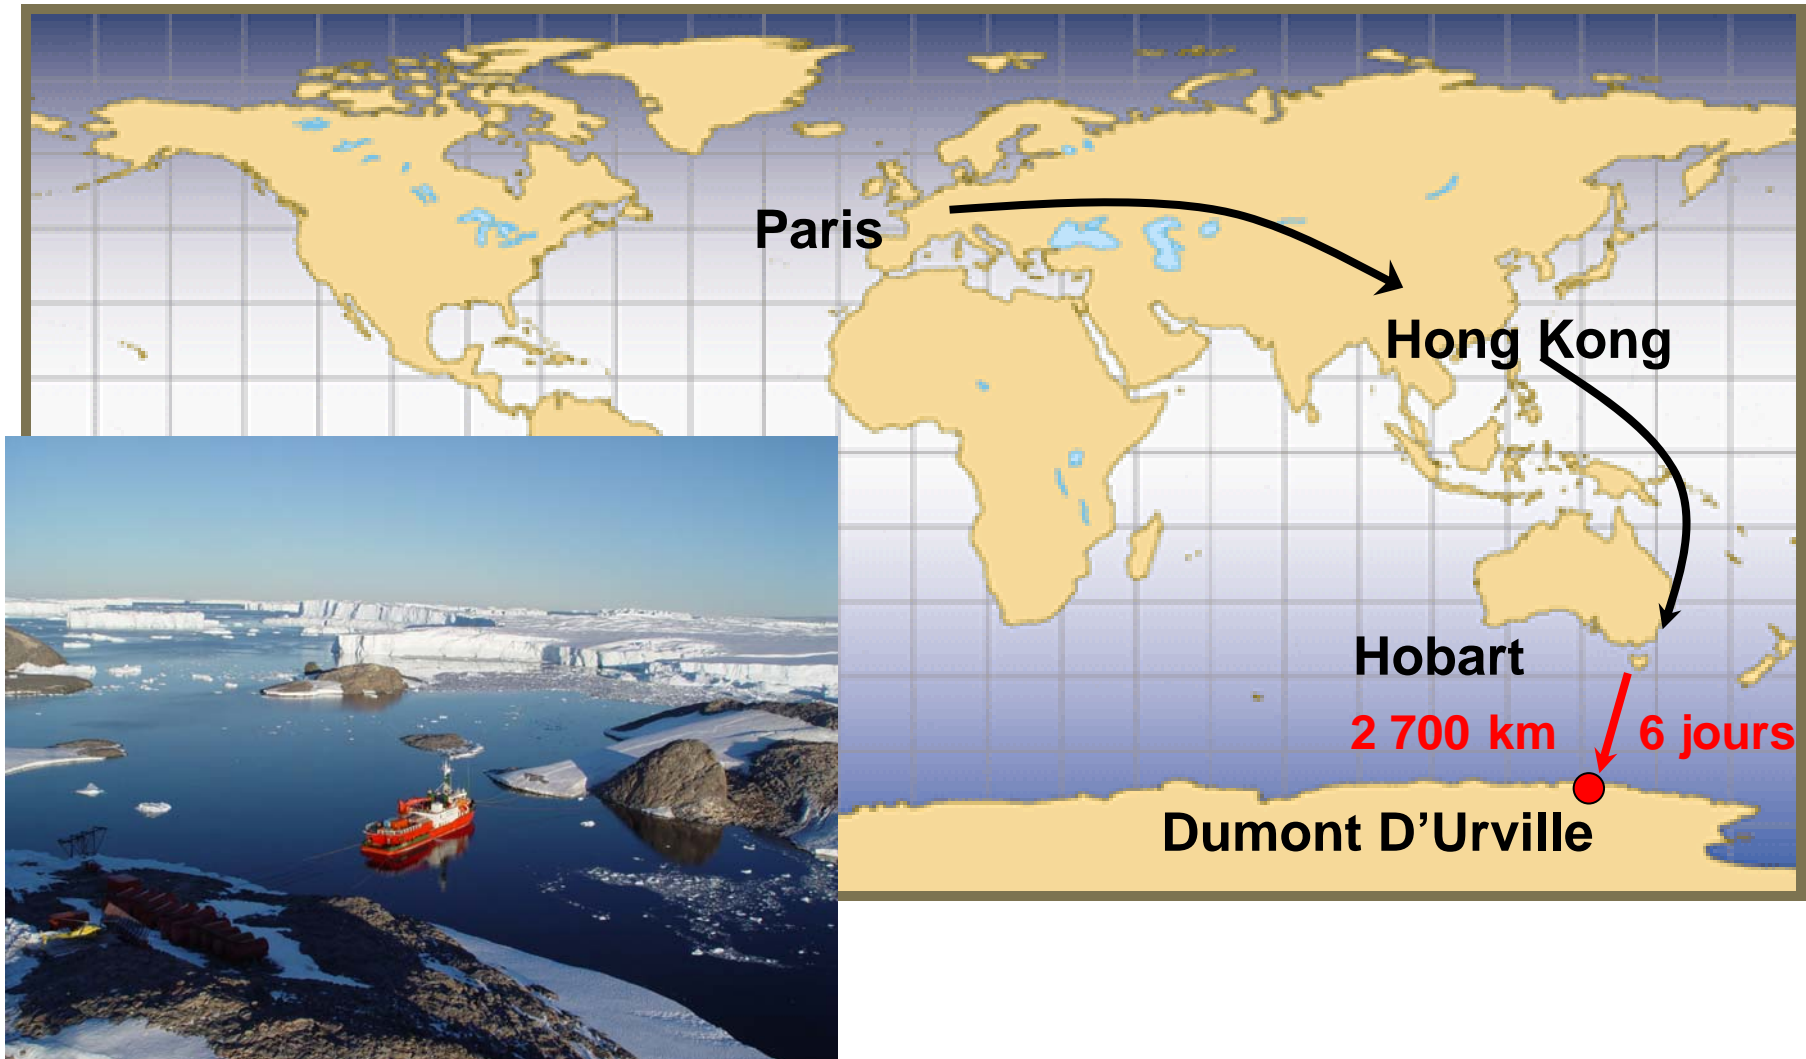 Paris
Hong Kong
Hobart
2 700 km 6 jours
Dumont D’Urville